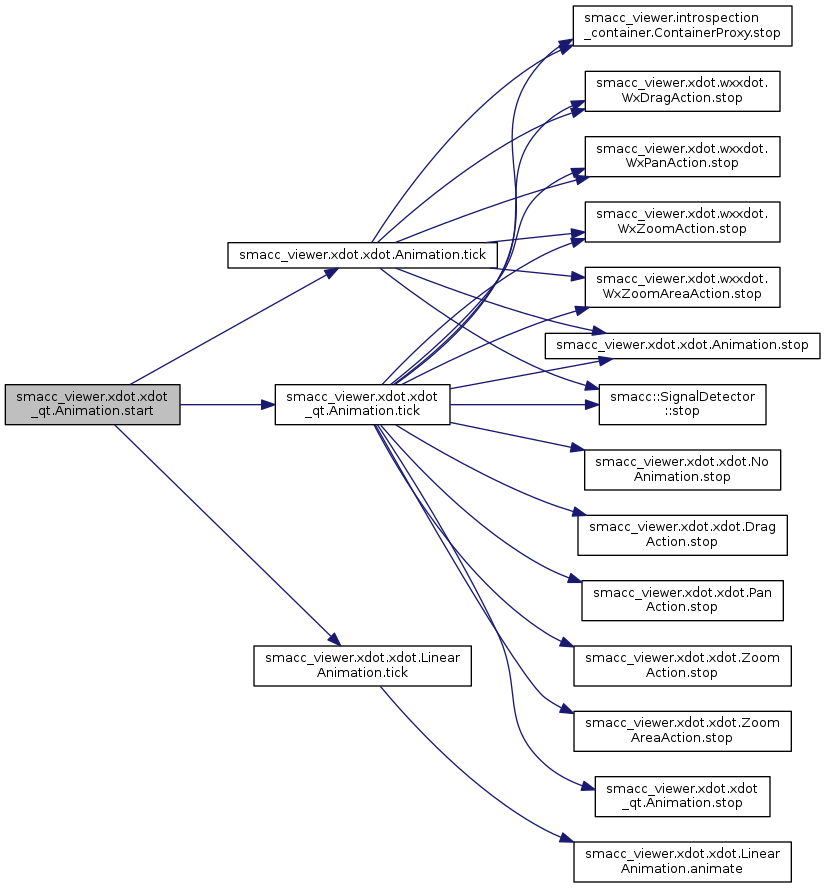 smacc_viewer.xdot.xdot
_qt.Animation.start
smacc_viewer.xdot.xdot.Animation.tick
smacc_viewer.xdot.xdot
_qt.Animation.tick
smacc_viewer.xdot.xdot.Linear
Animation.tick
smacc_viewer.introspection
_container.ContainerProxy.stop
smacc_viewer.xdot.wxxdot.
WxDragAction.stop
smacc_viewer.xdot.wxxdot.
WxPanAction.stop
smacc_viewer.xdot.wxxdot.
WxZoomAction.stop
smacc_viewer.xdot.wxxdot.
WxZoomAreaAction.stop
smacc_viewer.xdot.xdot.Animation.stop
smacc::SignalDetector
::stop
smacc_viewer.xdot.xdot.No
Animation.stop
smacc_viewer.xdot.xdot.Drag
Action.stop
smacc_viewer.xdot.xdot.Pan
Action.stop
smacc_viewer.xdot.xdot.Zoom
Action.stop
smacc_viewer.xdot.xdot.Zoom
AreaAction.stop
smacc_viewer.xdot.xdot
_qt.Animation.stop
smacc_viewer.xdot.xdot.Linear
Animation.animate